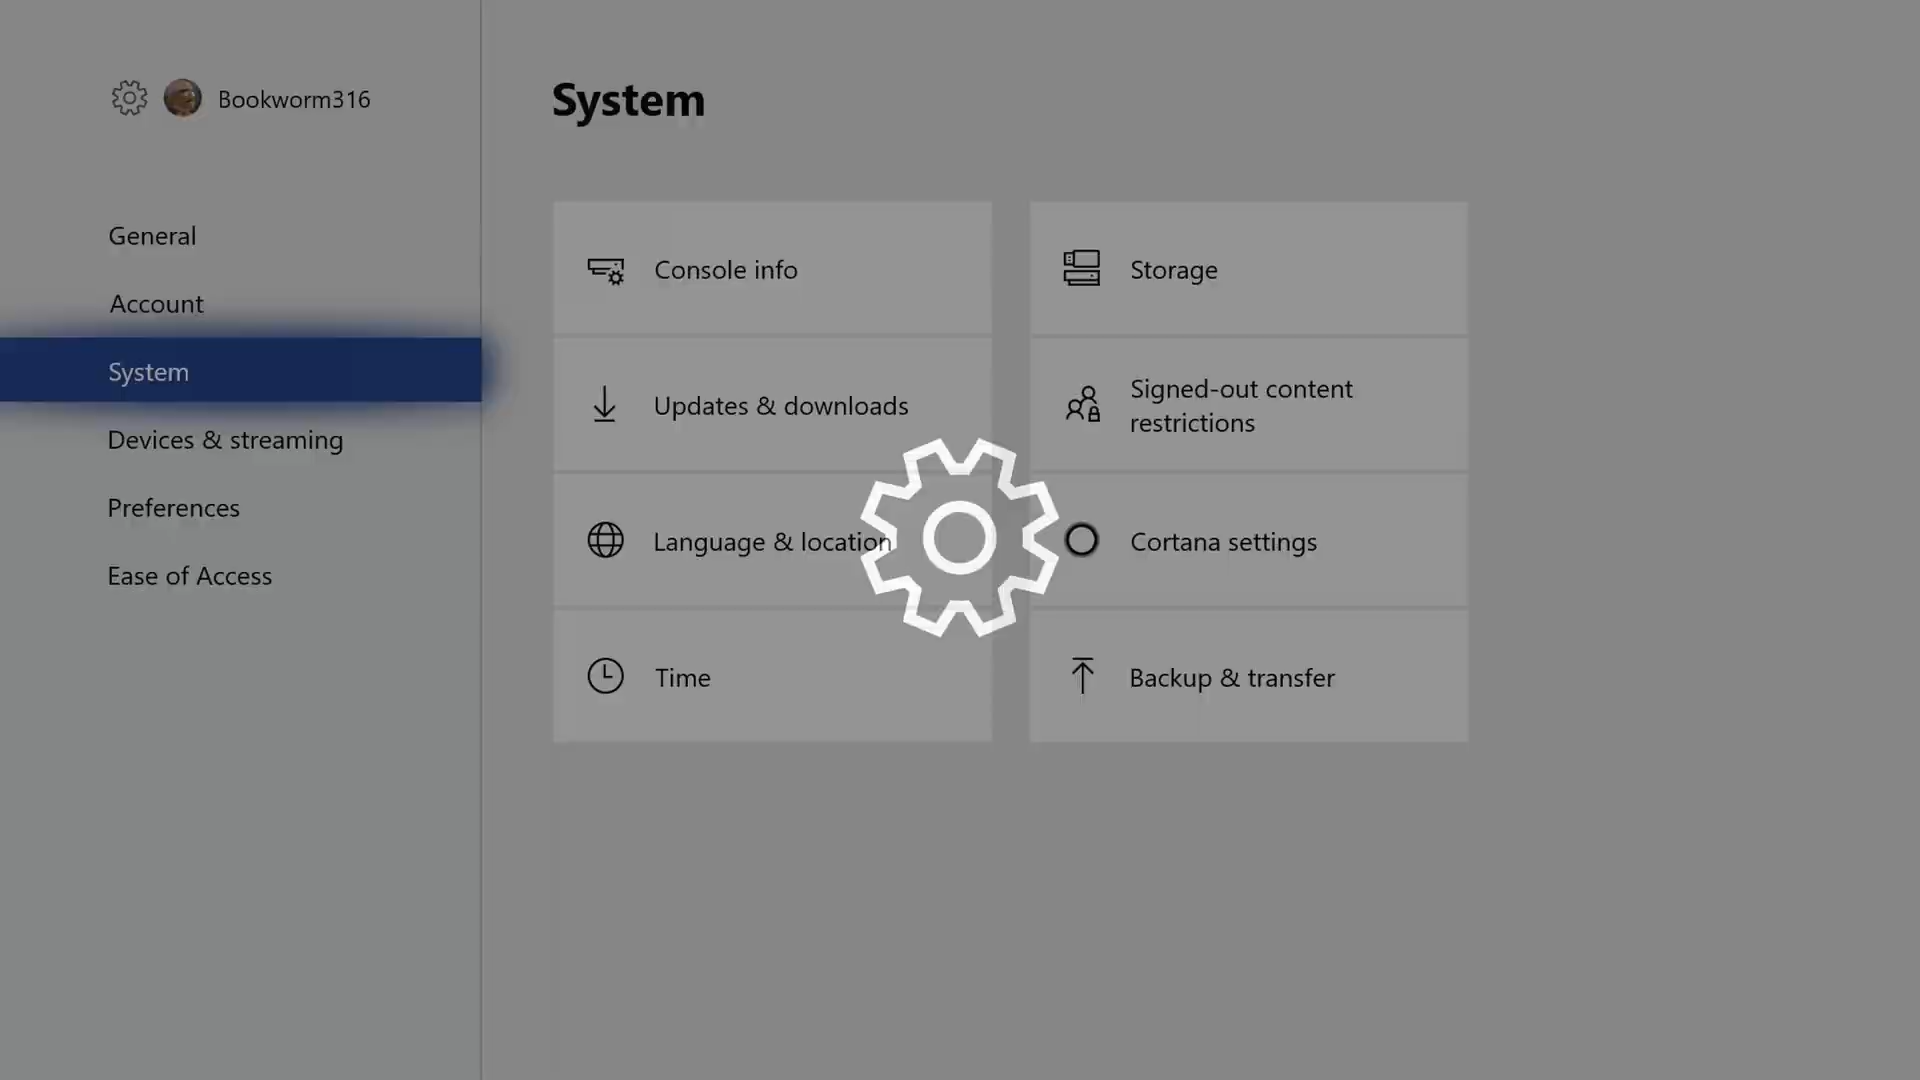 Bookworm316
General
Account
System
Devices & streaming
Preferences
Ease of Access
System
Console info
Updates & downloads
Language & location
Time
Storage
Signed-out content
restrictions
Cortana settings
Backup & transfer